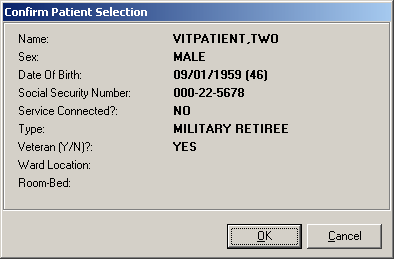 Confirm Patient Selection
Name: VITPATIENT,TWO
Sex: MALE
Date Of Birth: 09/01/1959 (46)
Social Security Number: 000-22-5678
Service Connected?: NO
Type: MILITARY RETIREE
Veteran (Y/N)?: YES
Ward Location:
Room-Bed:
OK Cancel